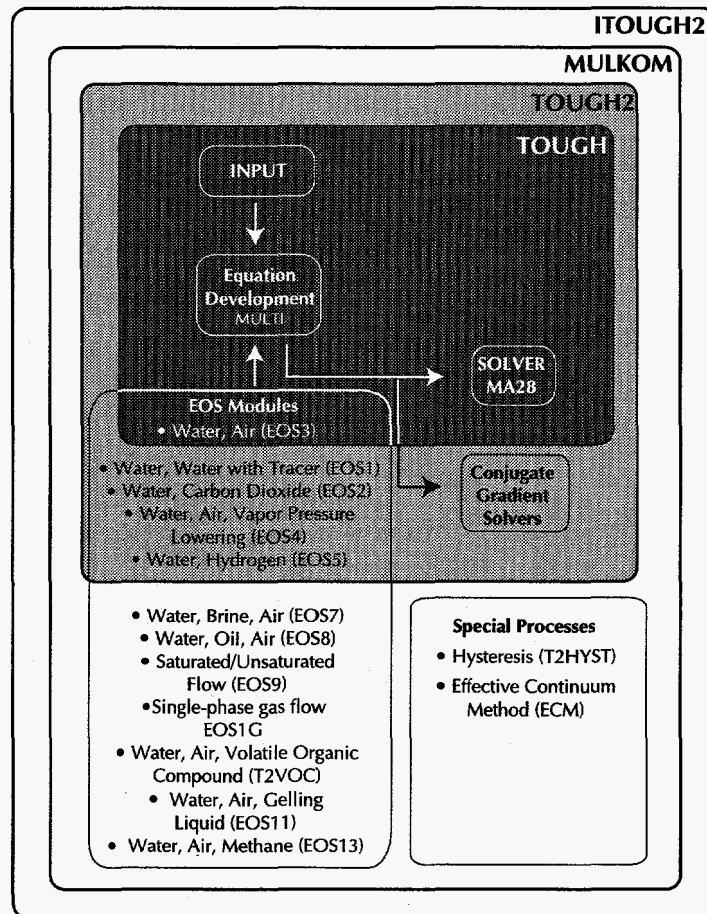 ITOUGH2
MULKOM
TOUGH2
TOUGH
INPUT
Equation
Development
MULTI
SOLVER
MA28
EOS Modules
• Water, Air (EOS3)
• Water, Water with Tracer (EOS1)
• Water, Carbon Dioxide (EOS2)
• Water, Air, Vapor Pressure
Lowering (EOS4)
• Water, Hydrogen (EOS5)
Conjugate
Gradient
Solvers
• Water, Brine, Air (EOS7)
• Water, Oil, Air (EOS8)
• Saturated/Unsaturated
Flow (EOS9)
•Single-phase gas flow
EOS1G
• Water, Air, Volatile Organic
Compound (T2VOC)
• Water, Air, Gelling
Liquid (EOS11)
• Water, Air, Methane (EOS13)
Special Processes
• Hysteresis (T2HYST)
• Effective Continuum
Method (ECM)